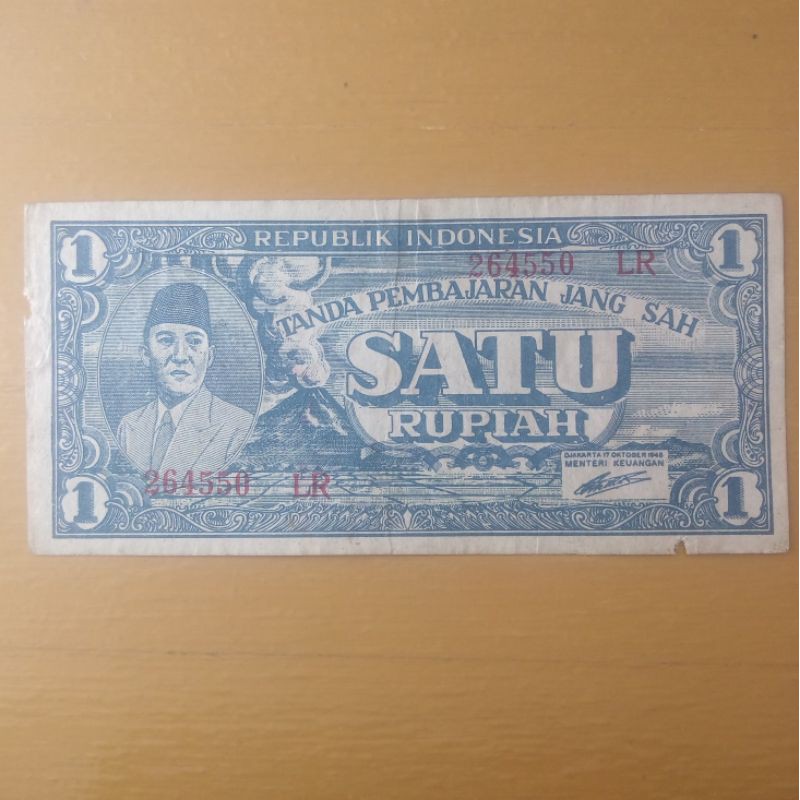 1 REPUBLIK INDONESIA 1
264550 LR
TANDA PEMBAJARAN JANG SAH
SATU
RUPIAH
DJAKARTA 17 OKTOBER 1945
MENTERI KEUANGAN
264550 LR
1 1